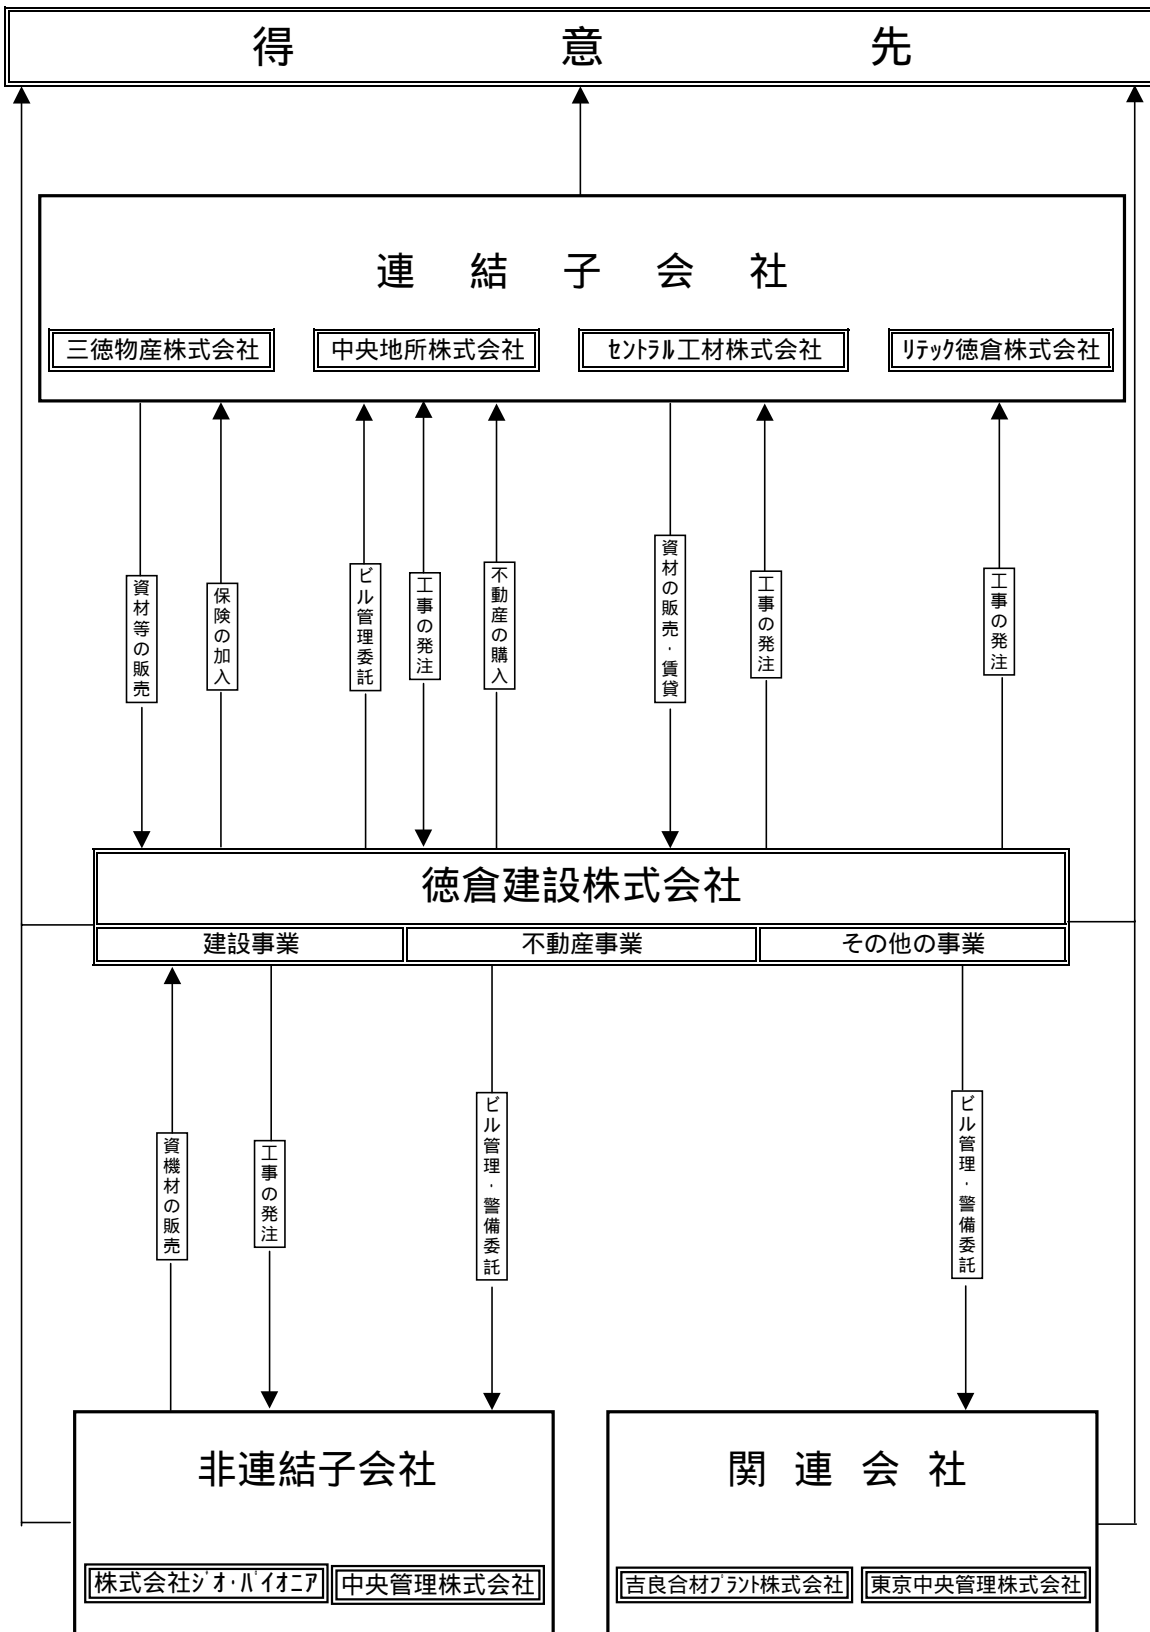 得意先
連結子会社
三徳物産株式会社
中央地所株式会社
ｾﾝﾄﾗﾙ工材株式会社
ﾘﾃｯｸ徳倉株式会社
資材等の販売
保険の加入
ビル管理委託
工事の発注
不動産の購入
資材の販売・賃貸
工事の発注
工事の発注
徳倉建設株式会社
建設事業
不動産事業
その他の事業
資機材の販売
工事の発注
ビル管理・警備委託
ビル管理・警備委託
非連結子会社
株式会社ｼﾞｵ･ﾊﾟｲｵﾆｱ
中央管理株式会社
関連会社
吉良合材ﾌﾟﾗﾝﾄ株式会社
東京中央管理株式会社